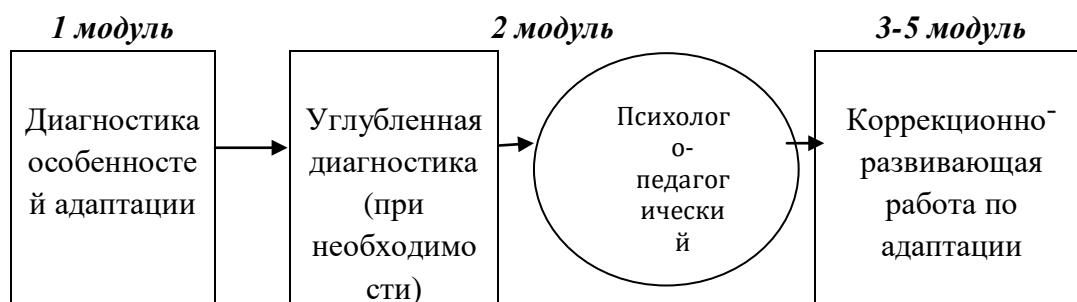 1 модуль
2 модуль
3-5 модуль
Диагностика
особенносте
й адаптации
Углубленная
диагностика
(при
необходимо
сти)
Психолог
о-
педагог
ически
й
Коррекционно-
развивающая
работа по
адаптации